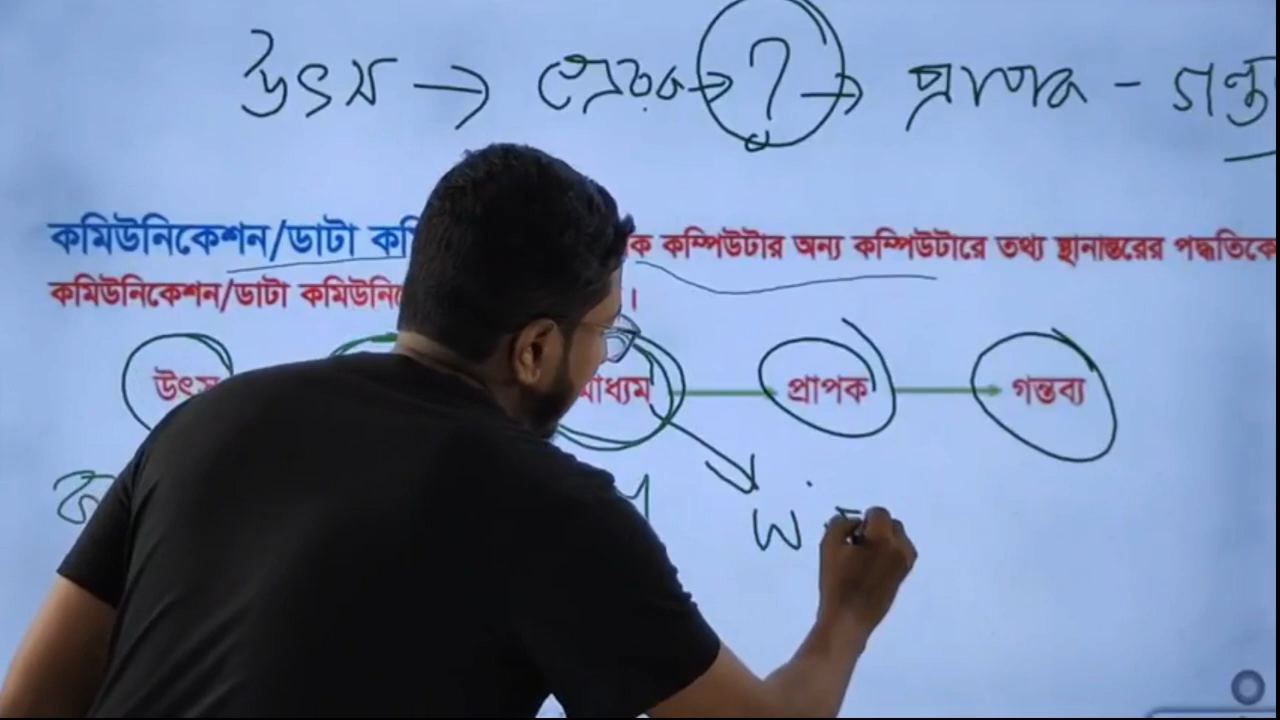 উৎস → প্রেরক → ? → প্রাপক - গন্ত
কমিউনিকেশন/ডাটা কমি ক কম্পিউটার অন্য কম্পিউটারে তথ্য স্থানান্তরের পদ্ধতিকে
কমিউনিকেশন/ডাটা কমিউনি ।
উৎস মাধ্যম প্রাপক গন্তব্য
W